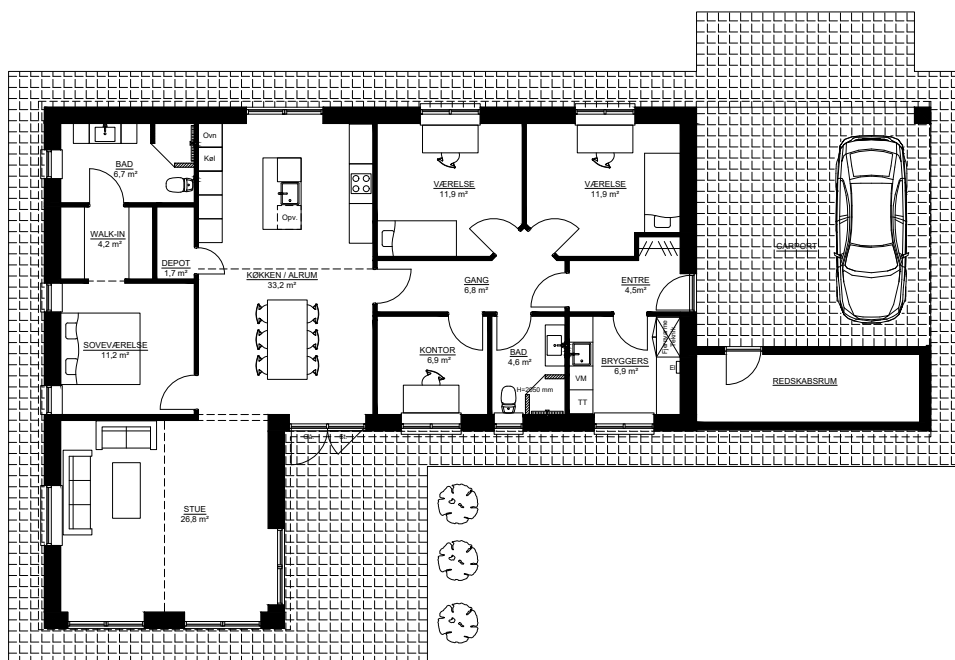 Ovn
Køl
BAD
6,7 m²
WALK-IN
4,2 m²
DEPOT
1,7 m²
Opv.
KØKKEN / ALRUM
33,2 m²
VÆRELSE
11,9 m²
VÆRELSE
11,9 m²
GANG
6,8 m²
ENTRE
4,5m²
CARPORT
SOVEVÆRELSE
11,2 m²
KONTOR
6,9 m²
BAD
4,6 m²
H=2050 mm
BRYGGERS
6,9 m²
VM
TT
El
REDSKABSRUM
STUE
26,8 m²